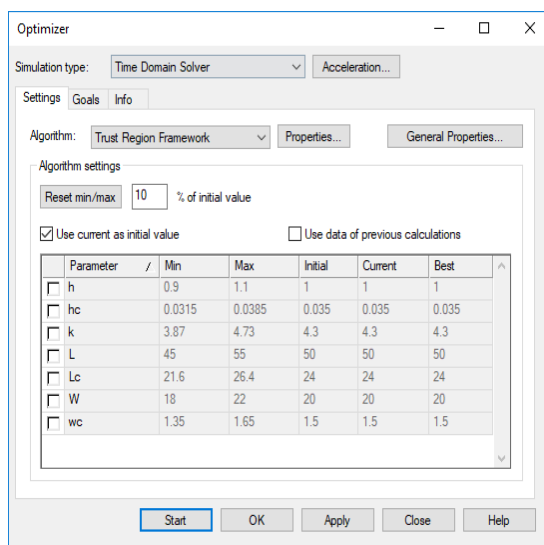 Optimizer
Simulation type: Time Domain Solver Acceleration...
Settings Goals Info
Algorithm: Trust Region Framework Properties... General Properties...
Algorithm settings
Reset min/max 10 % of initial value
Use current as initial value Use data of previous calculations
Parameter / Min Max Initial Current Best
h 0.9 1.1 1 1 1
hc 0.0315 0.0385 0.035 0.035 0.035
k 3.87 4.73 4.3 4.3 4.3
L 45 55 50 50 50
Lc 21.6 26.4 24 24 24
W 18 22 20 20 20
wc 1.35 1.65 1.5 1.5 1.5
Start OK Apply Close Help